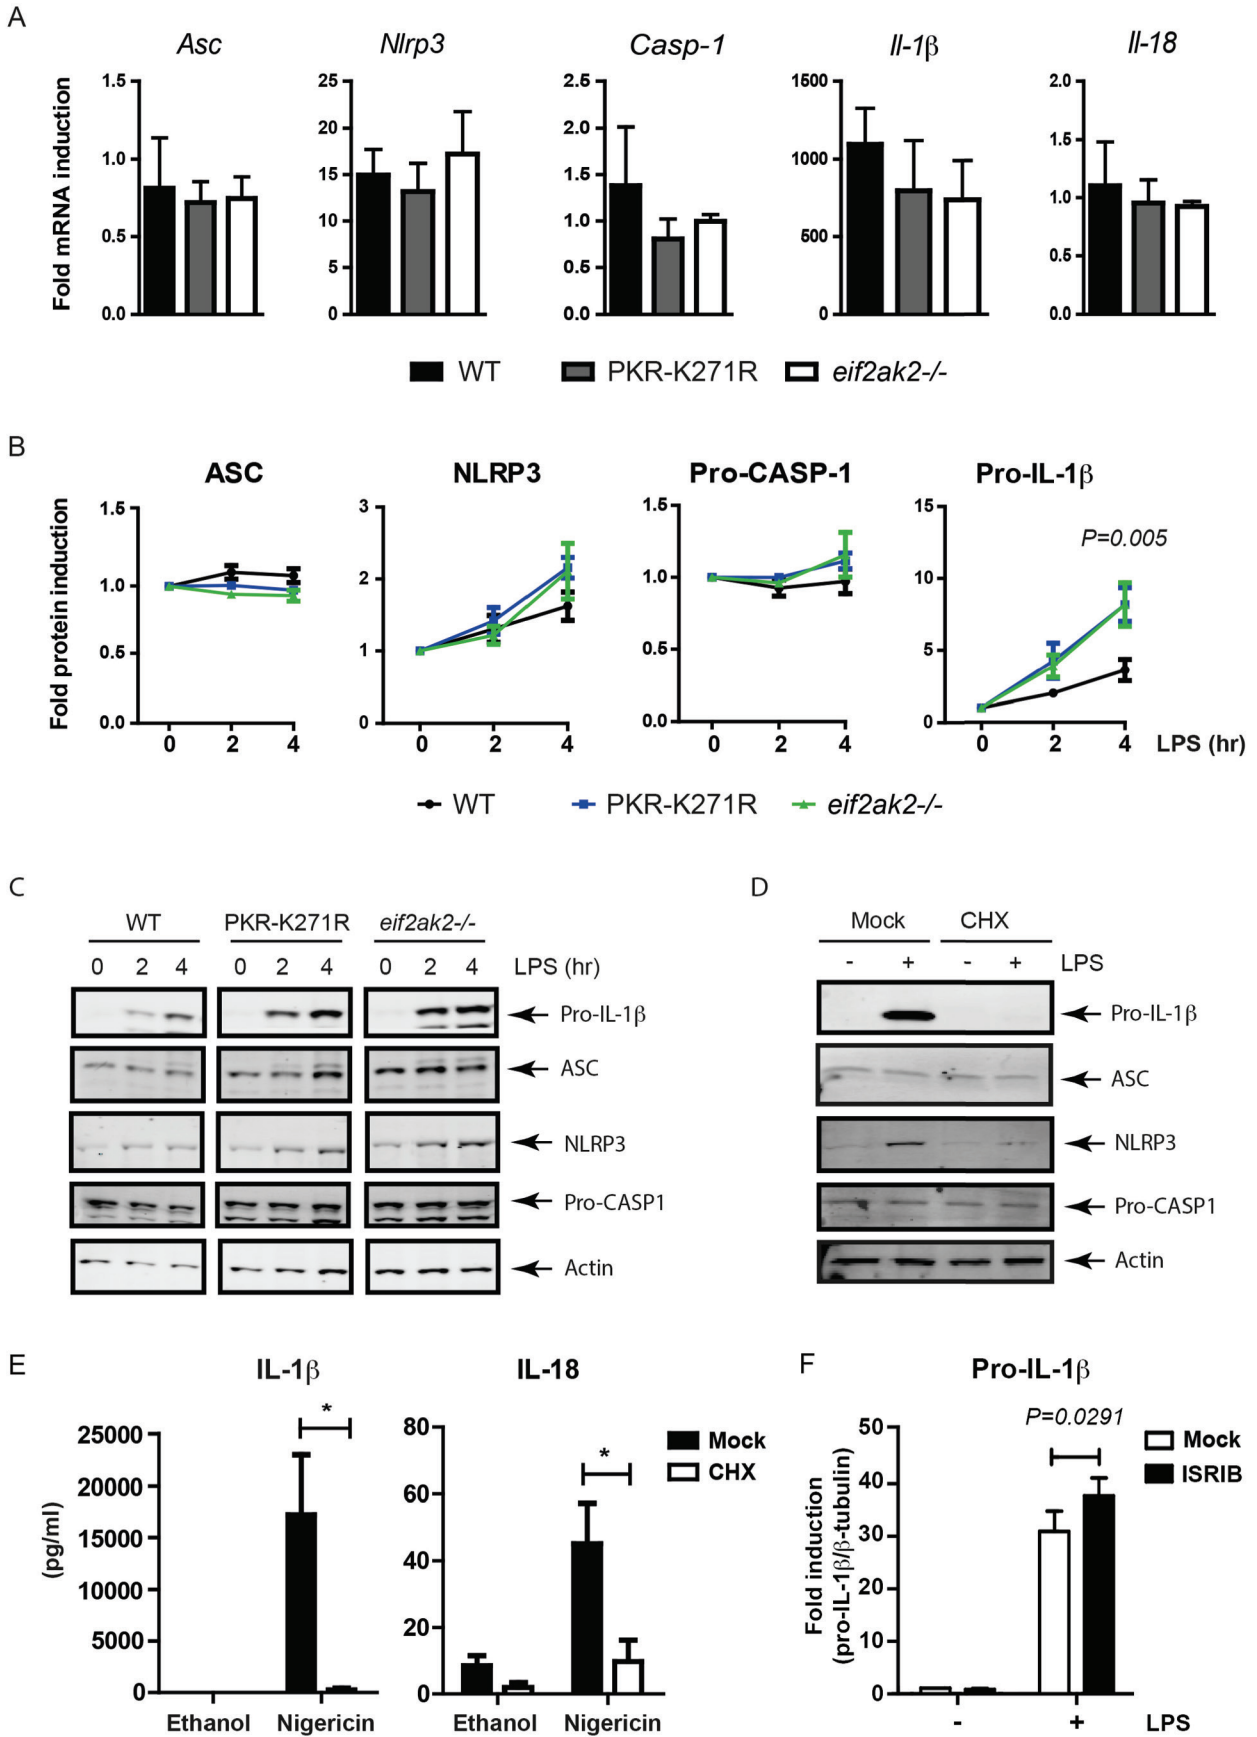 A
Asc Nlrp3 Casp-1 Il-1β Il-18
Fold mRNA induction
1.5 25 2.5 1500 2.0
20 2.0
1.0 15 1.5 1000 1.5
10 1.0 1.0
0.5 5 0.5 500 0.5
0.0 0 0.0 0 0.0
WT PKR-K271R eif2ak2-/-
B
ASC NLRP3 Pro-CASP-1 Pro-IL-1β
Fold protein induction
1.5 3 1.5 15
P=0.005
1.0 2 1.0 10
0.5 1 0.5 5
0.0 0 0.0 0
0 2 4 0 2 4 0 2 4 0 2 4 LPS (hr)
WT PKR-K271R eif2ak2-/-
C
WT PKR-K271R eif2ak2-/-
0 2 4 0 2 4 0 2 4 LPS (hr)
Pro-IL-1β
ASC
NLRP3
Pro-CASP1
Actin
D
Mock CHX
- + - + LPS
Pro-IL-1β
ASC
NLRP3
Pro-CASP1
Actin
E
IL-1β IL-18
(pg/ml)
* *
25000 80
20000 60
15000
10000 40
5000 20
0 0
Mock
CHX
Ethanol Nigericin Ethanol Nigericin
F
Pro-IL-1β
P=0.0291
Fold induction
(pro-IL-1β/β-tubulin)
50
40
30
20
10
0
Mock
ISRIB
- + LPS